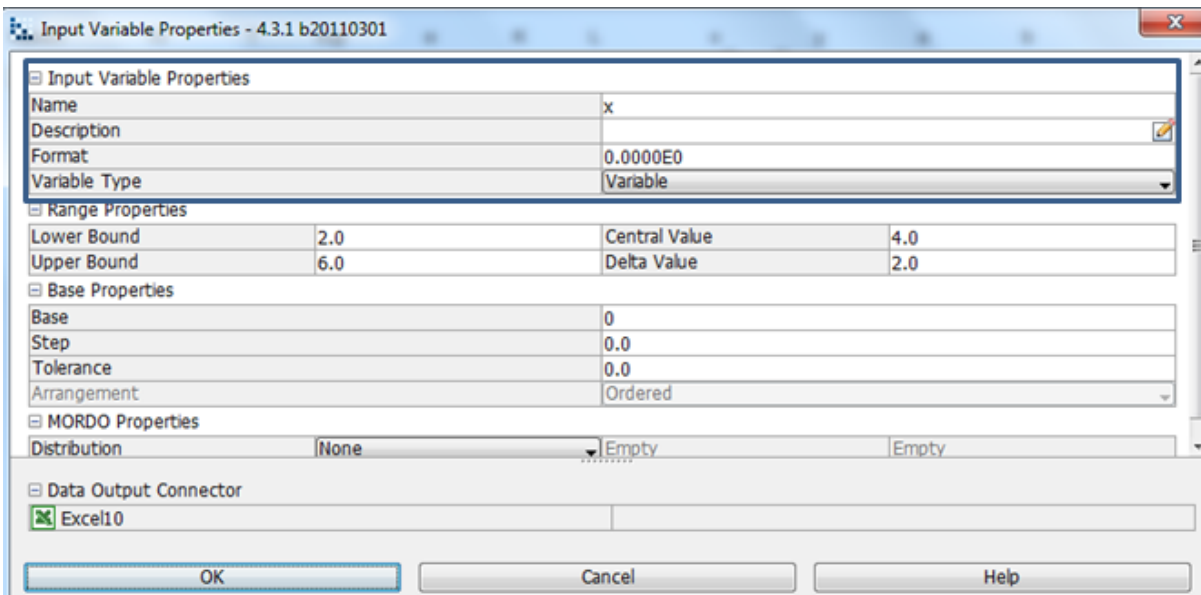 Input Variable Properties - 4.3.1 b20110301
Input Variable Properties
Name x
Description
Format 0.0000E0
Variable Type Variable
Range Properties
Lower Bound 2.0 Central Value 4.0
Upper Bound 6.0 Delta Value 2.0
Base Properties
Base 0
Step 0.0
Tolerance 0.0
Arrangement Ordered
MORDO Properties
Distribution None Empty Empty
Data Output Connector
Excel10
OK Cancel Help